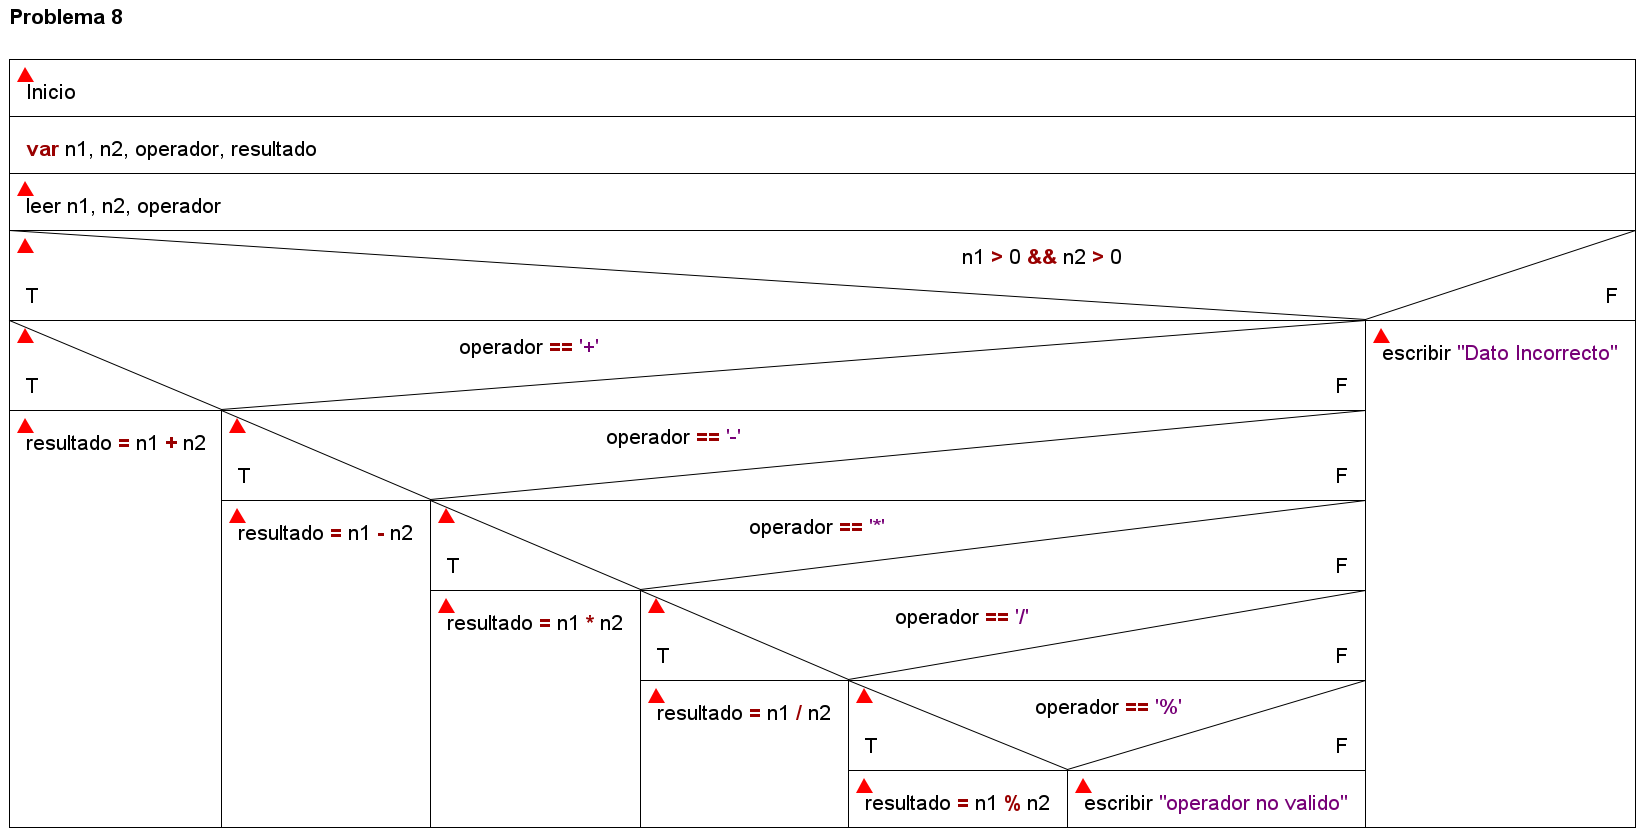 Problema 8
Inicio
var n1, n2, operador, resultado
leer n1, n2, operador
n1 > 0 && n2 > 0
T
F
operador == '+'
T
F
escribir "Dato Incorrecto"
resultado = n1 + n2
operador == '-'
T
F
resultado = n1 - n2
operador == '*'
T
F
resultado = n1 * n2
operador == '/'
T
F
resultado = n1 / n2
operador == '%'
T
F
resultado = n1 % n2
escribir "operador no valido"